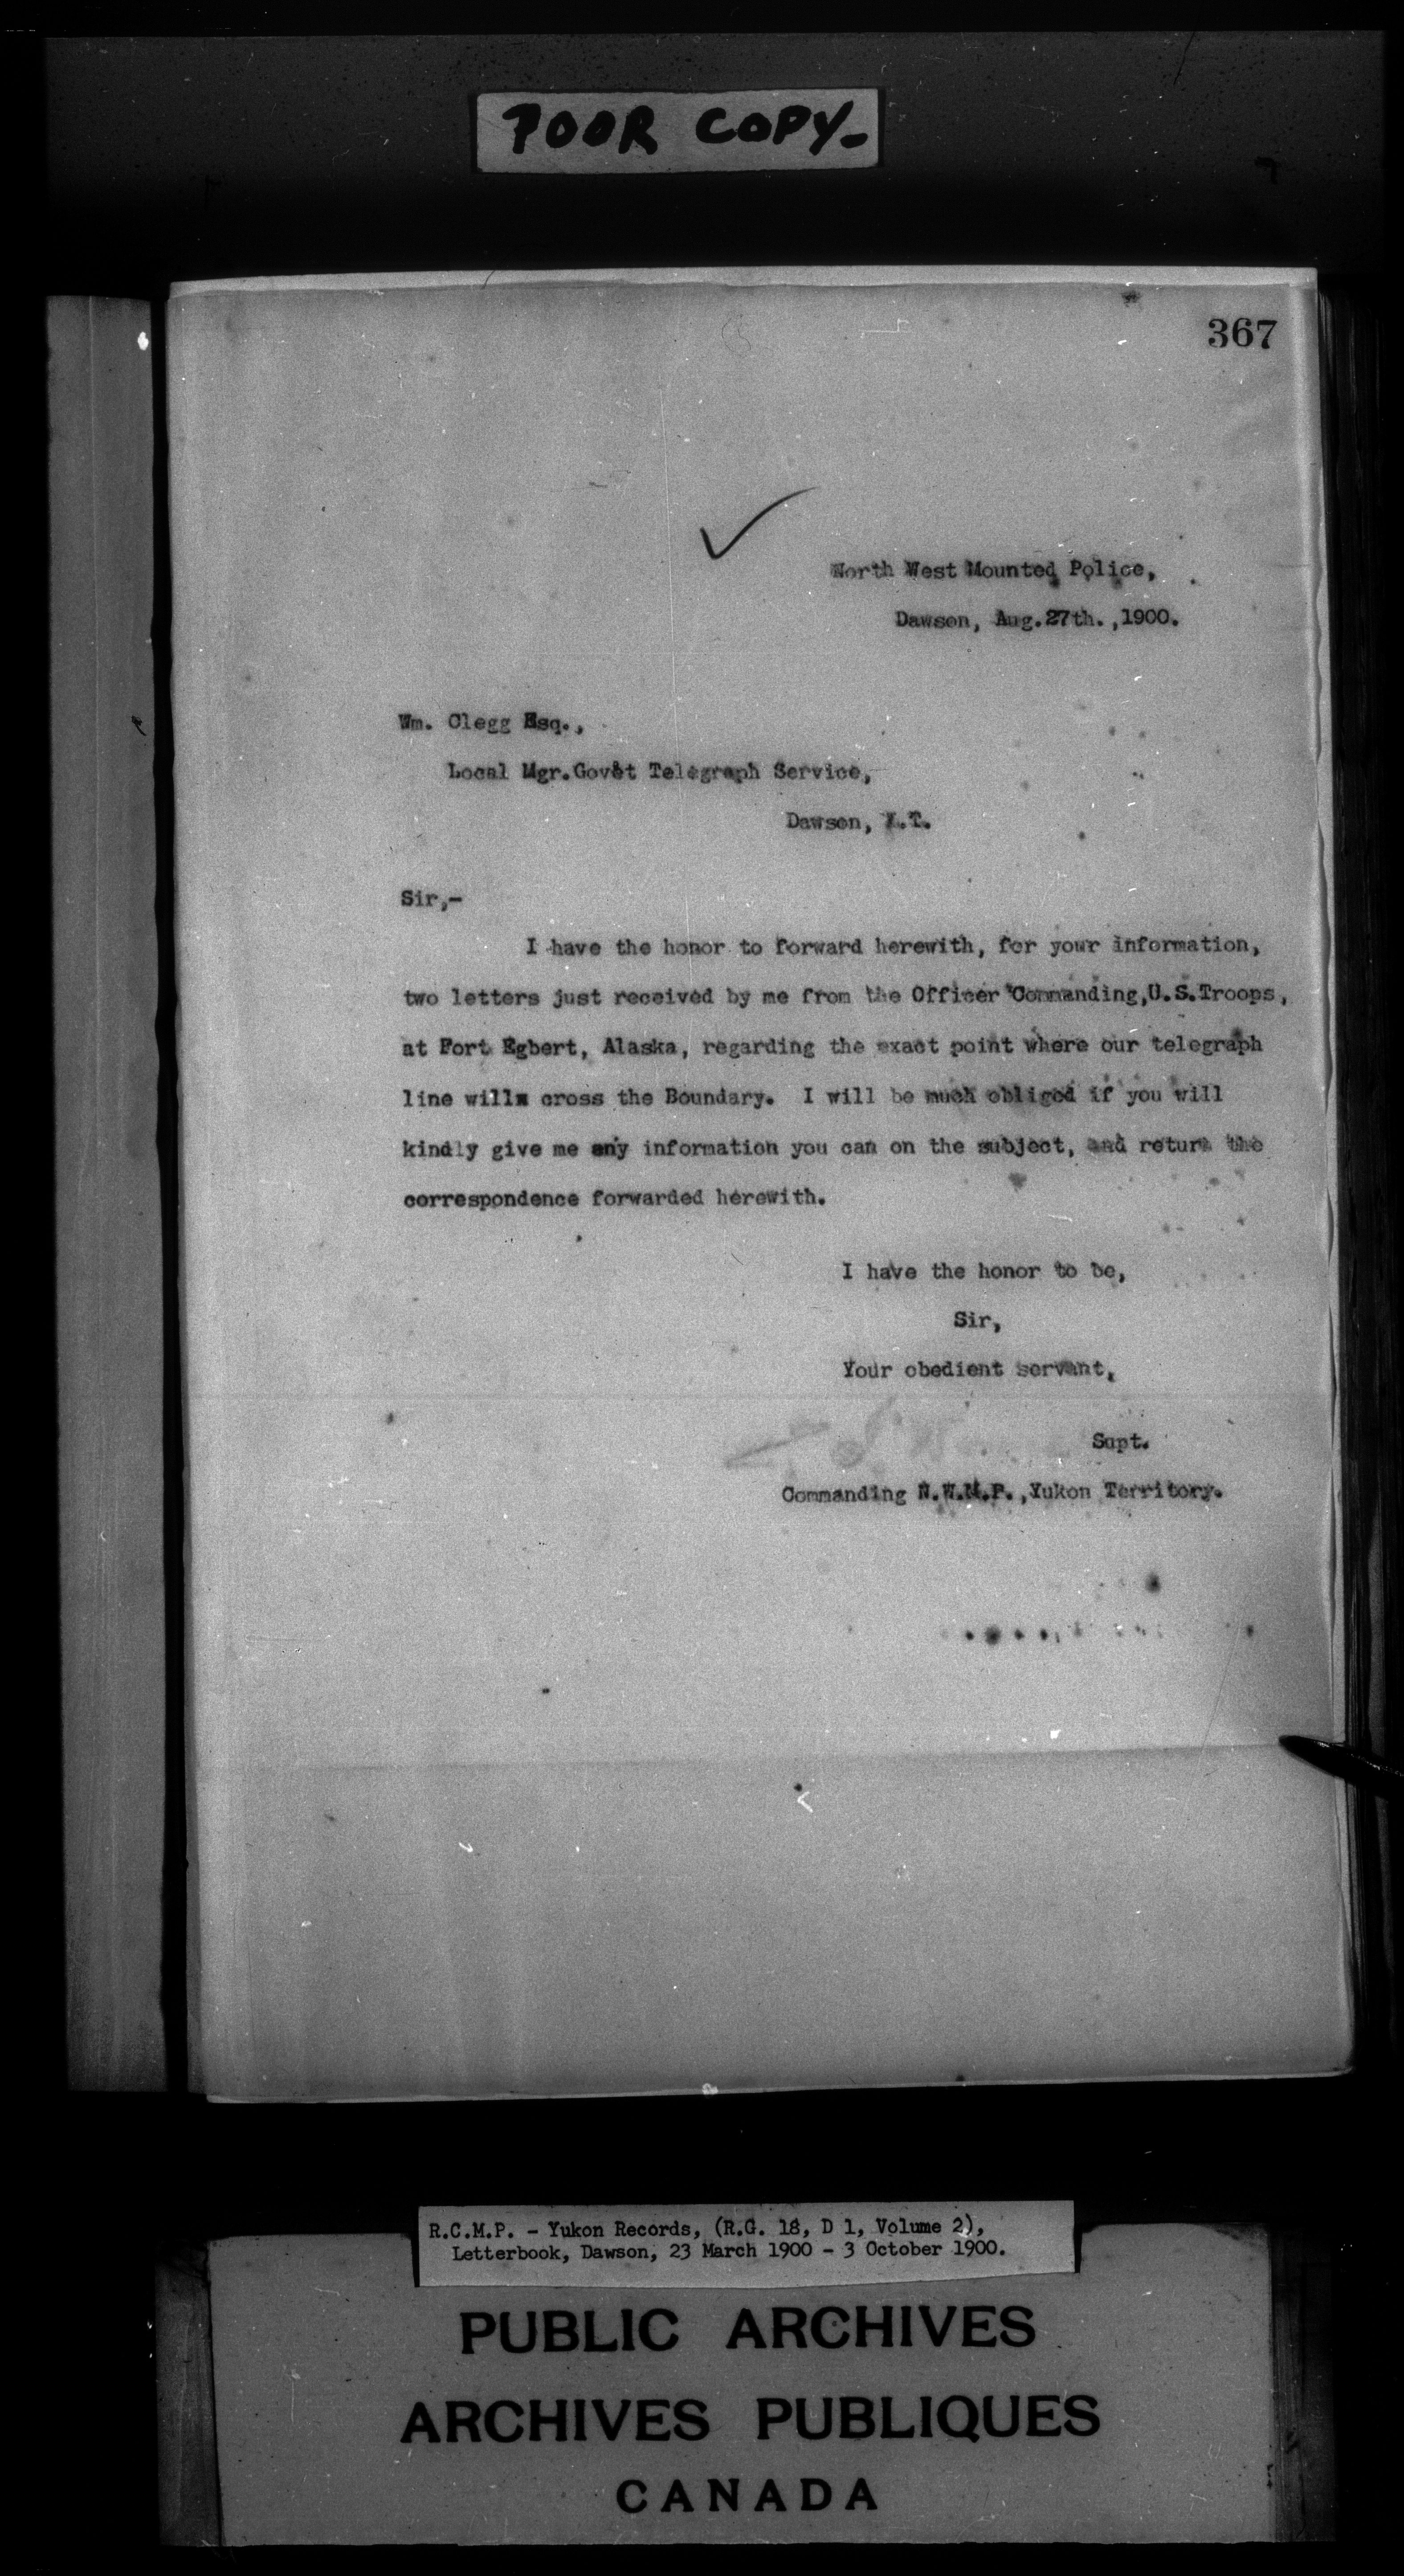 POOR COPY-
367
North West Mounted Police,
Dawson, Aug.27th.,1900.
Wm. Clegg Esq.,
Local Mgr.Gov't Telegraph Service,
Dawson, Y.T.
Sir,-
I have the honor to forward herewith, for your information,
two letters just received by me from the Officer Commanding,U.S.Troops,
at Fort Egbert, Alaska, regarding the exact point where our telegraph
line will cross the Boundary. I will be much obliged if you will
kindly give me any information you can on the subject, and return the
correspondence forwarded herewith.
I have the honor to be,
Sir,
Your obedient servant,
Supt.
Commanding N.W.M.P.,Yukon Territory.
R.C.M.P. - Yukon Records, (R.G. 18, D 1, Volume 2),
Letterbook, Dawson, 23 March 1900 - 3 October 1900.
PUBLIC ARCHIVES
ARCHIVES PUBLIQUES
CANADA